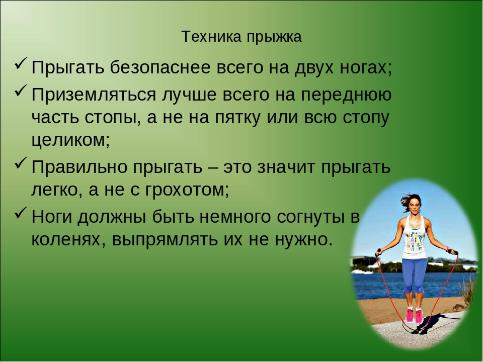 Техника прыжка
✓ Прыгать безопаснее всего на двух ногах;
✓ Приземляться лучше всего на переднюю
часть стопы, а не на пятку или всю стопу
целиком;
✓ Правильно прыгать – это значит прыгать
легко, а не с грохотом;
✓ Ноги должны быть немного согнуты в
коленях, выпрямлять их не нужно.